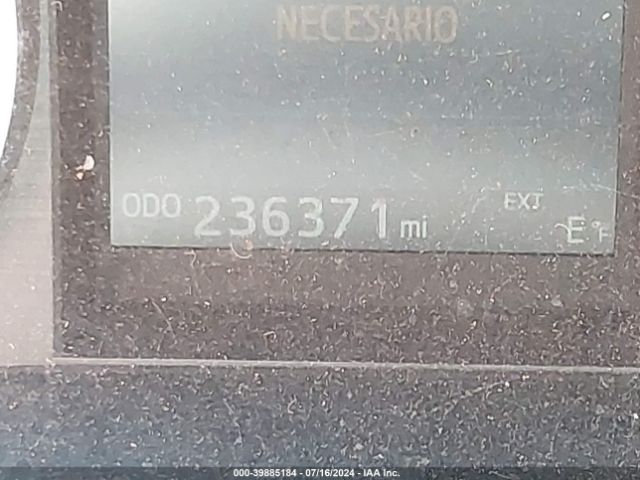 NECESARIO
ODO 236371 mi
EXT
E°F
000-39885184 - 07/16/2024 - IAA Inc.